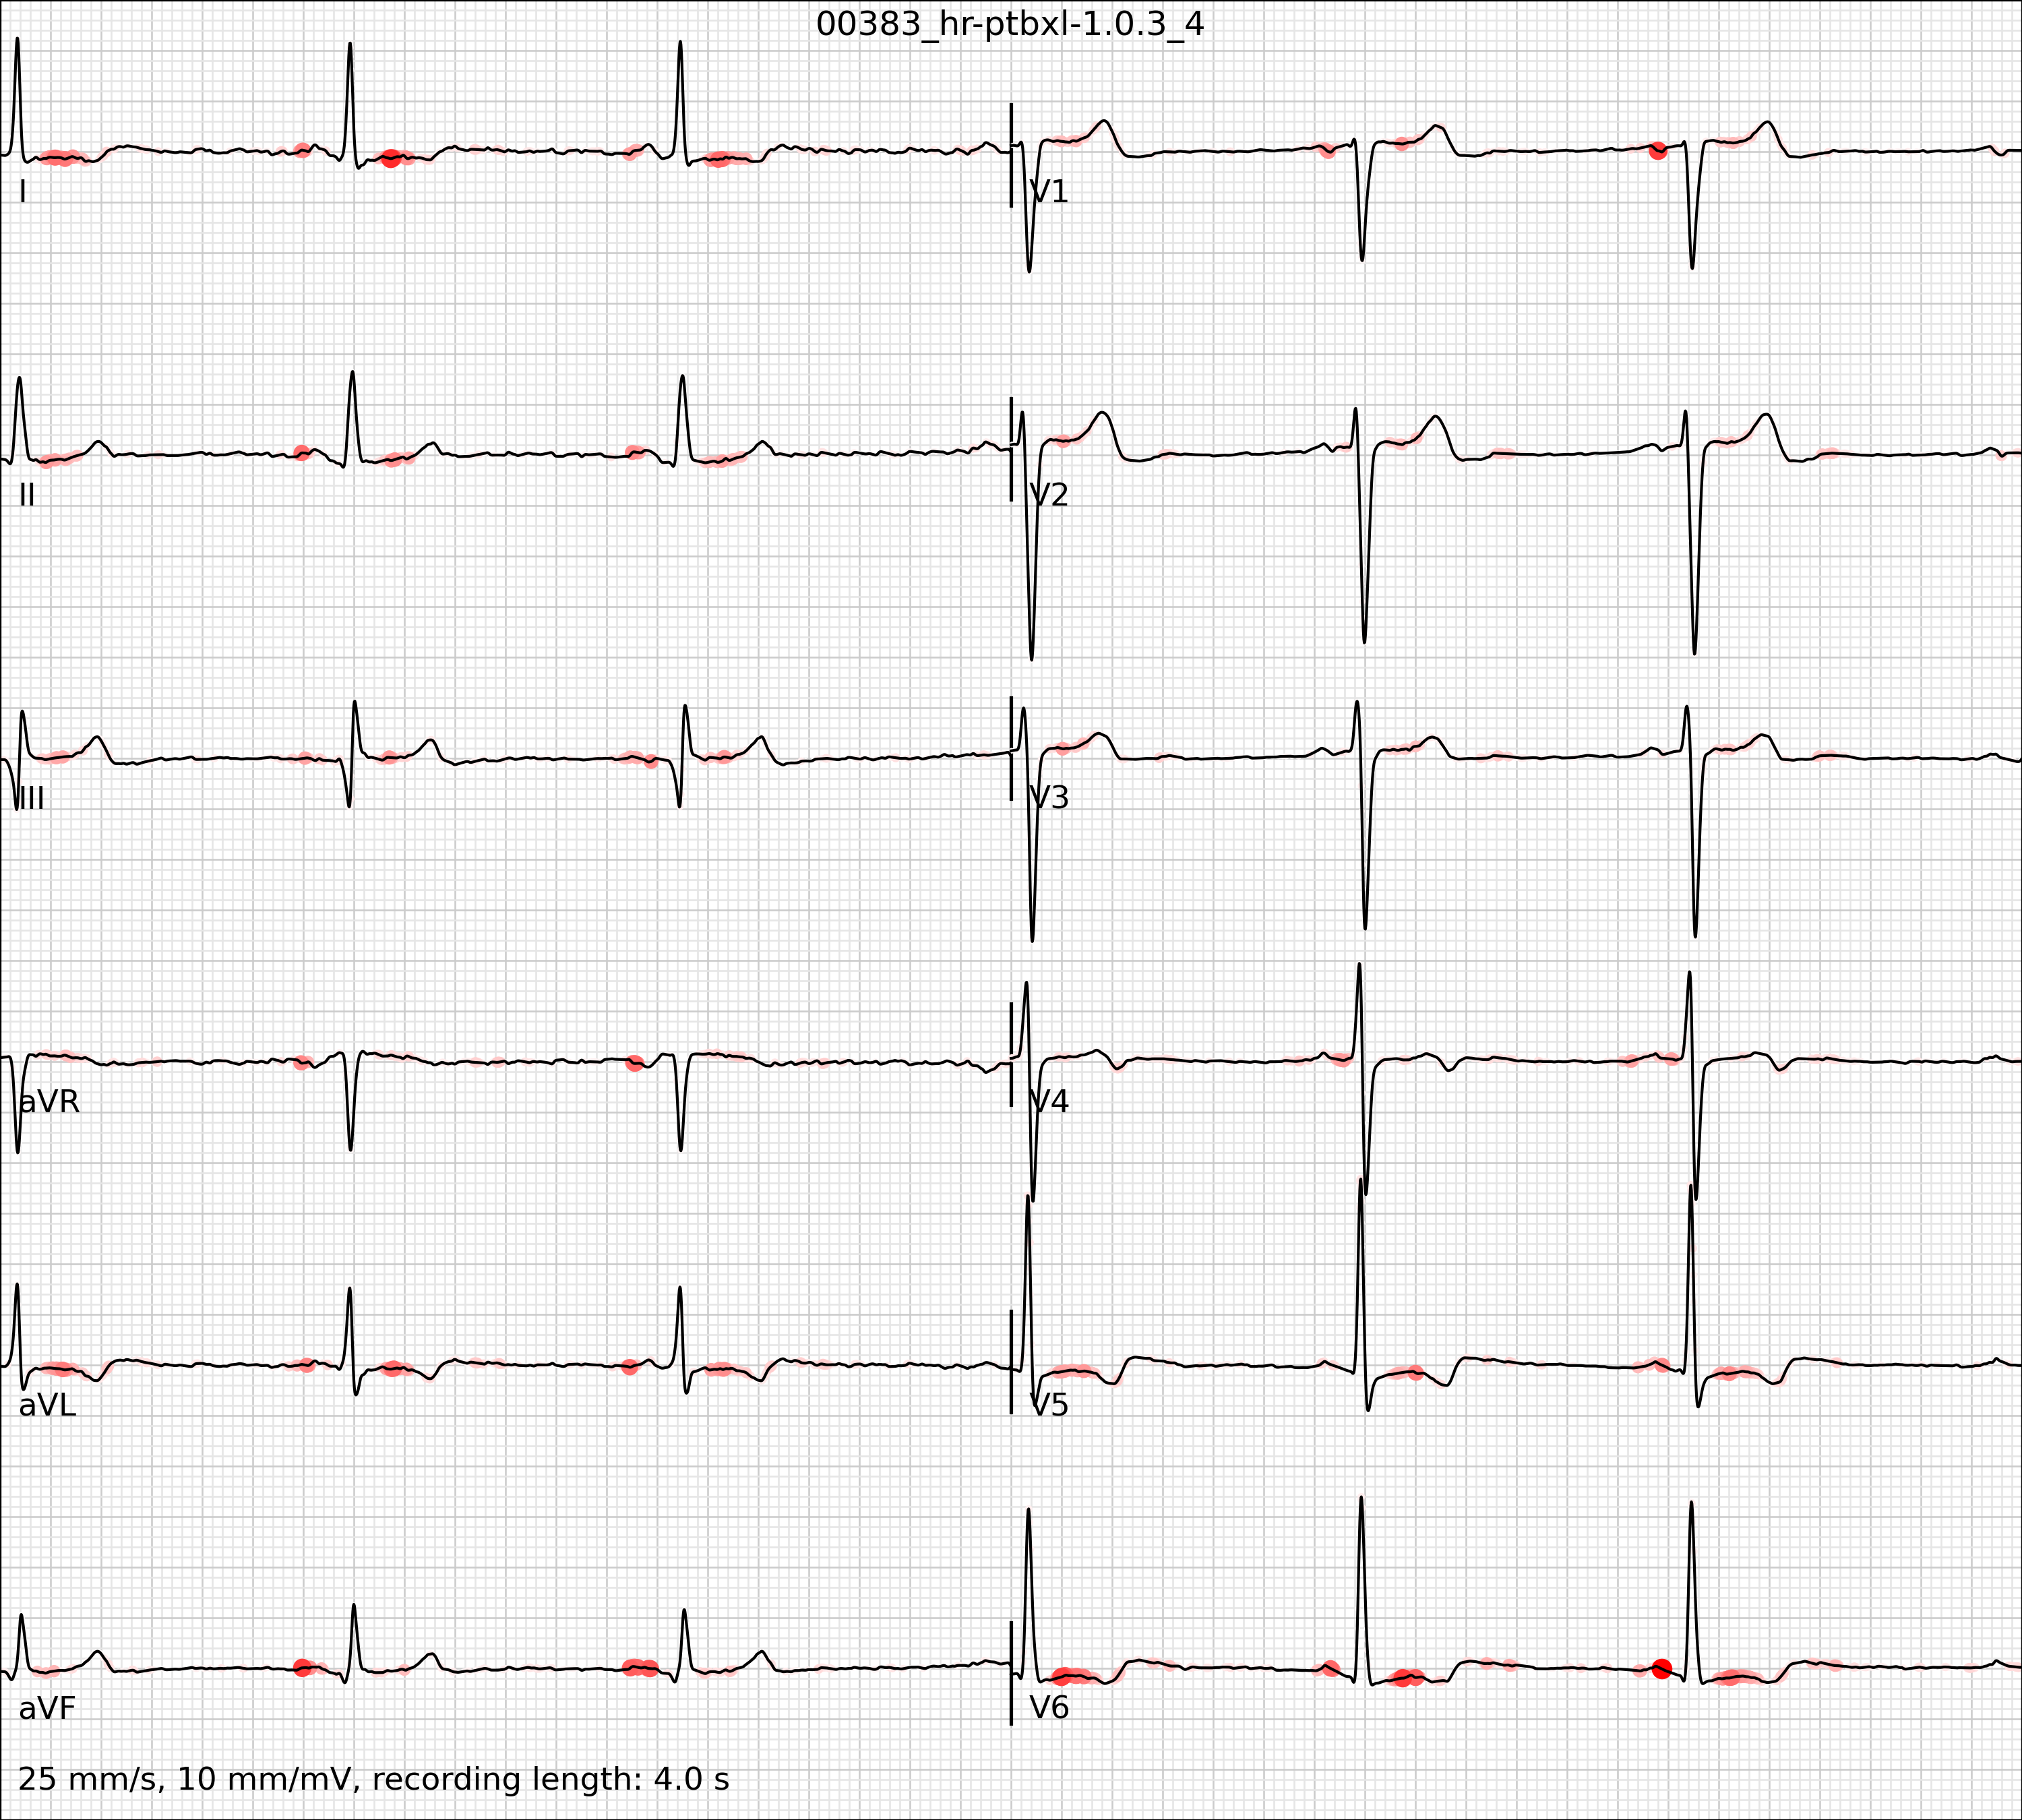 00383_hr-ptbxl-1.0.3_4
I
V1
II
V2
III
V3
aVR
V4
aVL
V5
aVF
V6
25 mm/s, 10 mm/mV, recording length: 4.0 s